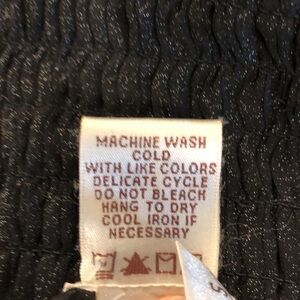 MACHINE WASH
COLD
WITH LIKE COLORS
DELICATE CYCLE
DO NOT BLEACH
HANG TO DRY
COOL IRON IF
NECESSARY